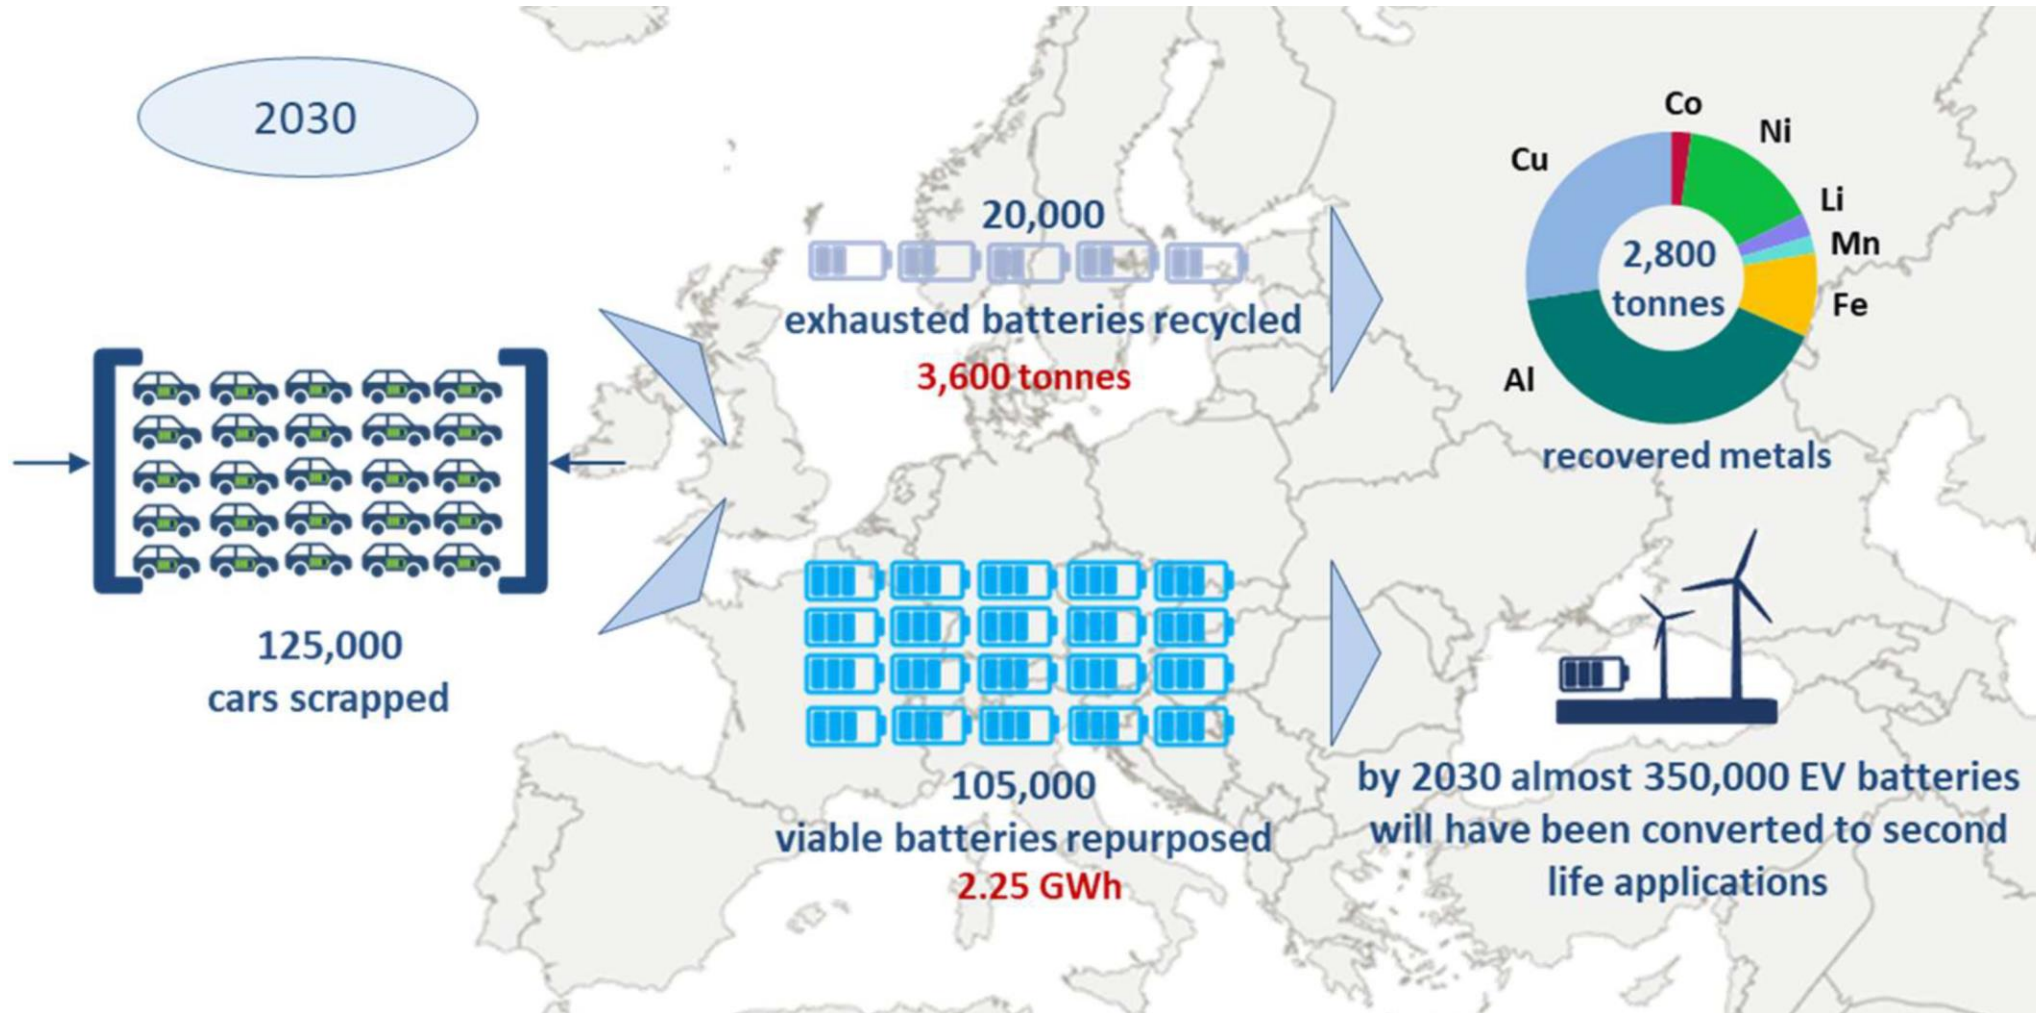 2030
125,000
cars scrapped
20,000
exhausted batteries recycled
3,600 tonnes
Co
Ni
Li
Mn
Fe
Al
Cu
2,800
tonnes
recovered metals
105,000
viable batteries repurposed
2.25 GWh
by 2030 almost 350,000 EV batteries
will have been converted to second
life applications